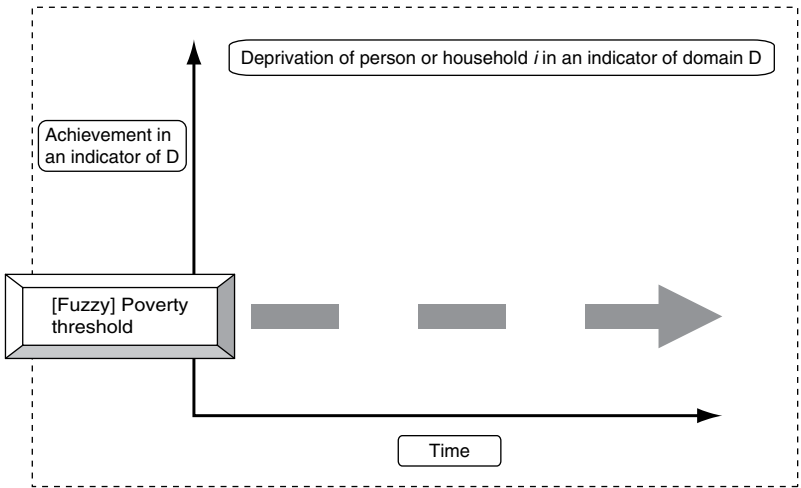 Deprivation of person or household i in an indicator of domain D
Achievement in
an indicator of D
[Fuzzy] Poverty
threshold
Time